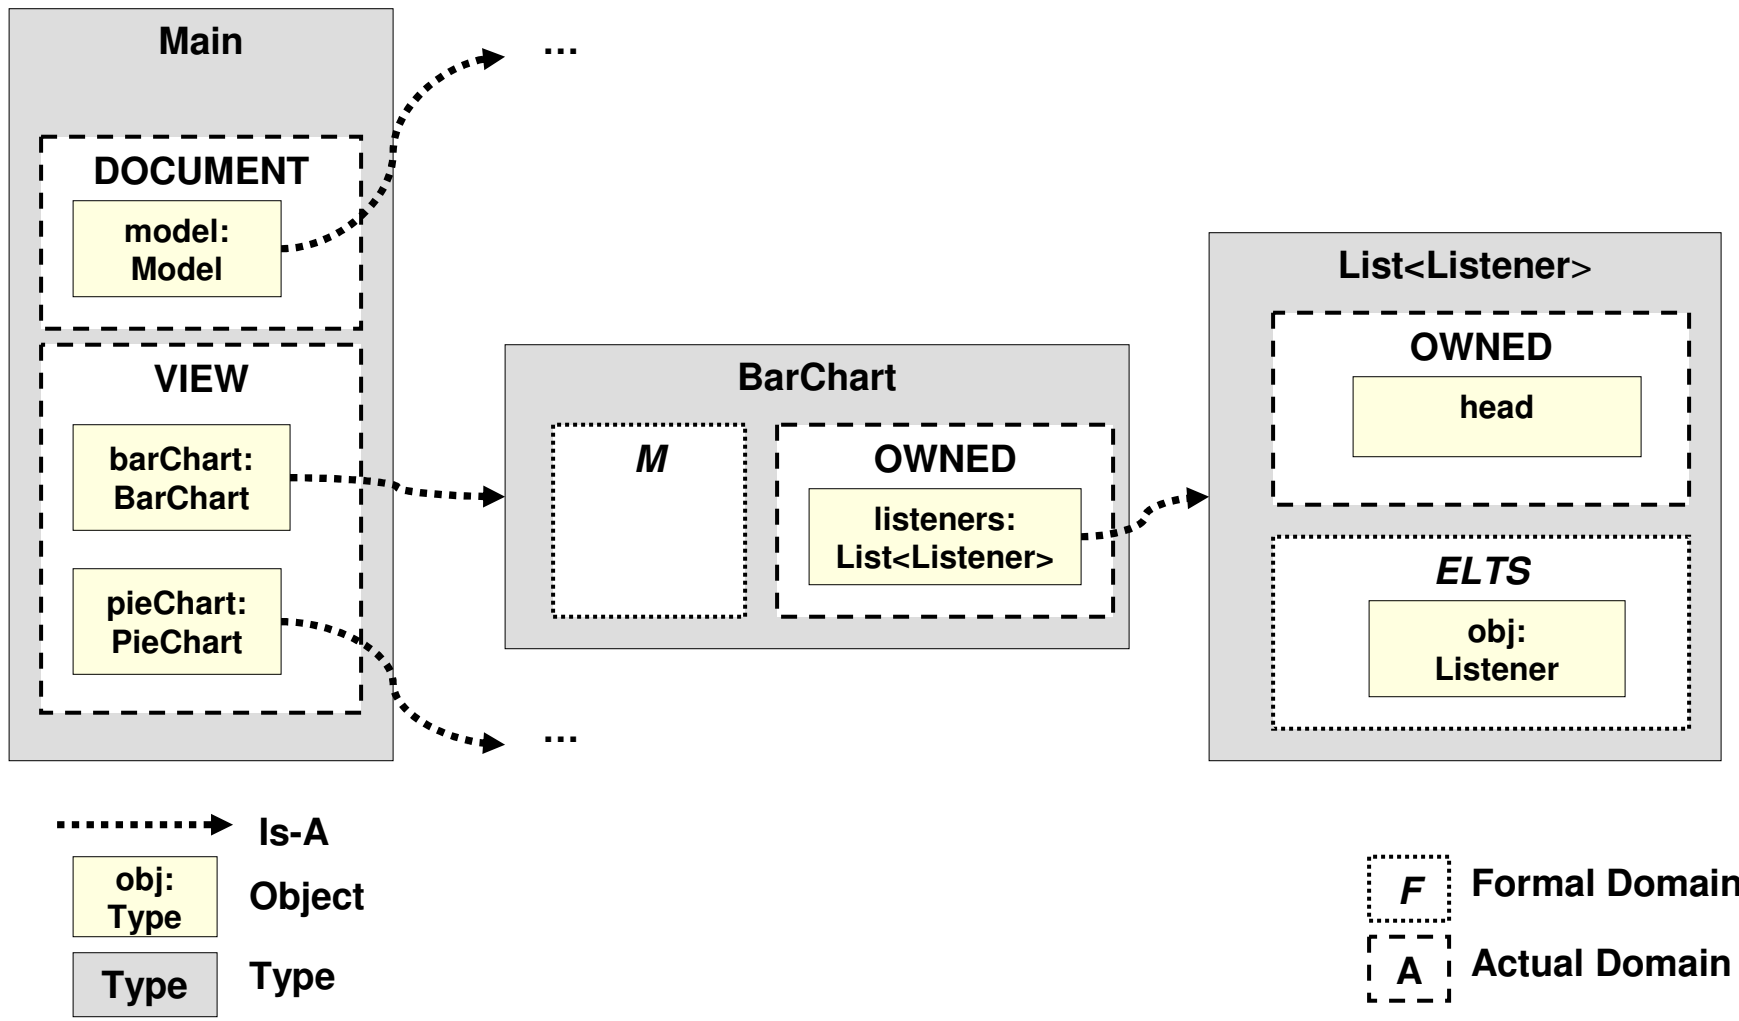 Main
...
DOCUMENT
model:
Model
VIEW
barChart:
BarChart
pieChart:
PieChart
...
BarChart
M
OWNED
listeners:
List<Listener>
List<Listener>
OWNED
head
ELTS
obj:
Listener
Is-A
obj:
Type
Object
Type
Type
F
Formal Domain
A
Actual Domain